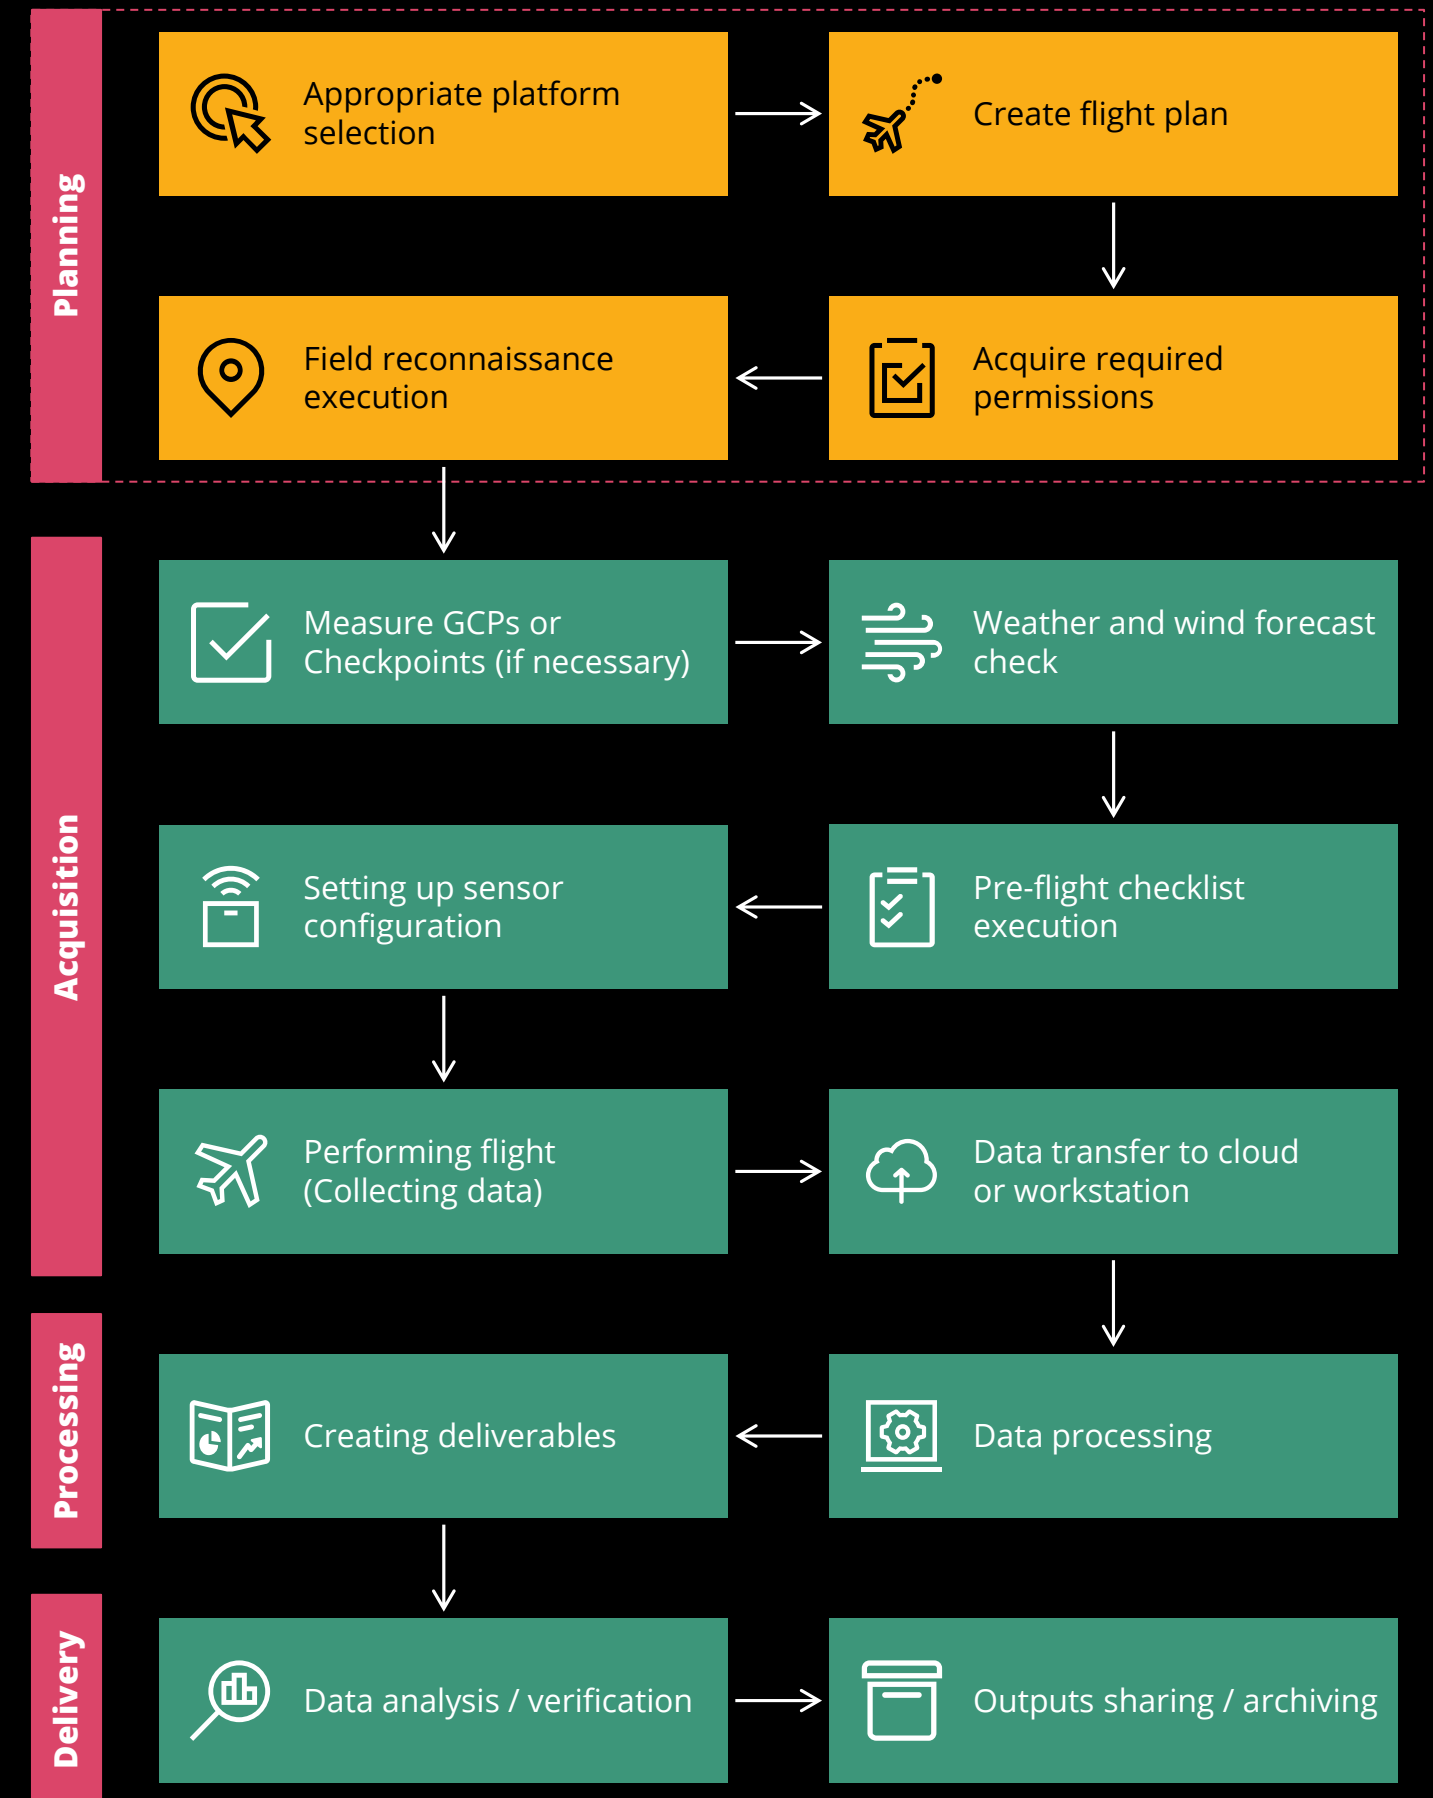 Planning
Appropriate platform
selection
Create flight plan
Field reconnaissance
execution
Acquire required
permissions
Acquisition
Measure GCPs or
Checkpoints (if necessary)
Weather and wind forecast
check
Setting up sensor
configuration
Pre-flight checklist
execution
Performing flight
(Collecting data)
Data transfer to cloud
or workstation
Processing
Creating deliverables
Data processing
Delivery
Data analysis / verification
Outputs sharing / archiving